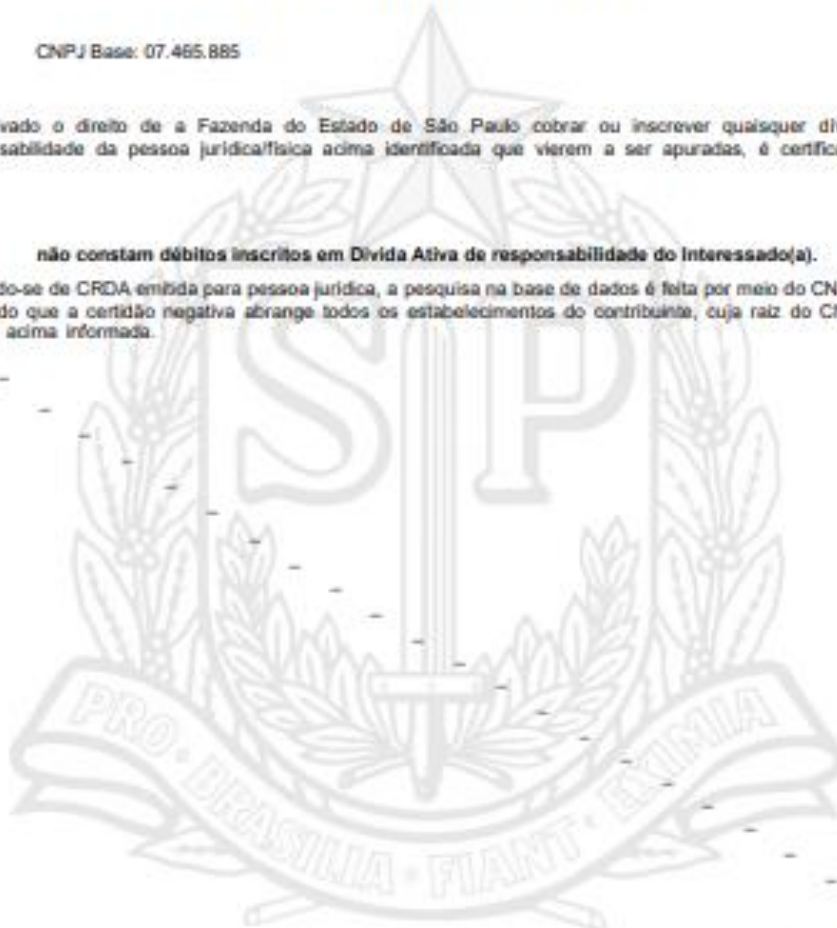 CNPJ Base: 07.465.885
vado o direito de a Fazenda do Estado de São Paulo cobrar ou inscrever quaisquer dí
sabilidade da pessoa jurídica/física acima identificada que vierem a ser apuradas, é certific
não constam débitos inscritos em Dívida Ativa de responsabilidade do Interessado(a).
do-se de CRDA emitida para pessoa jurídica, a pesquisa na base de dados é feita por meio do CN
do que a certidão negativa abrange todos os estabelecimentos do contribuinte, cuja raiz do CN
acima informada.
SP
PRO · BRASILIA · FIANT · EXIMIA